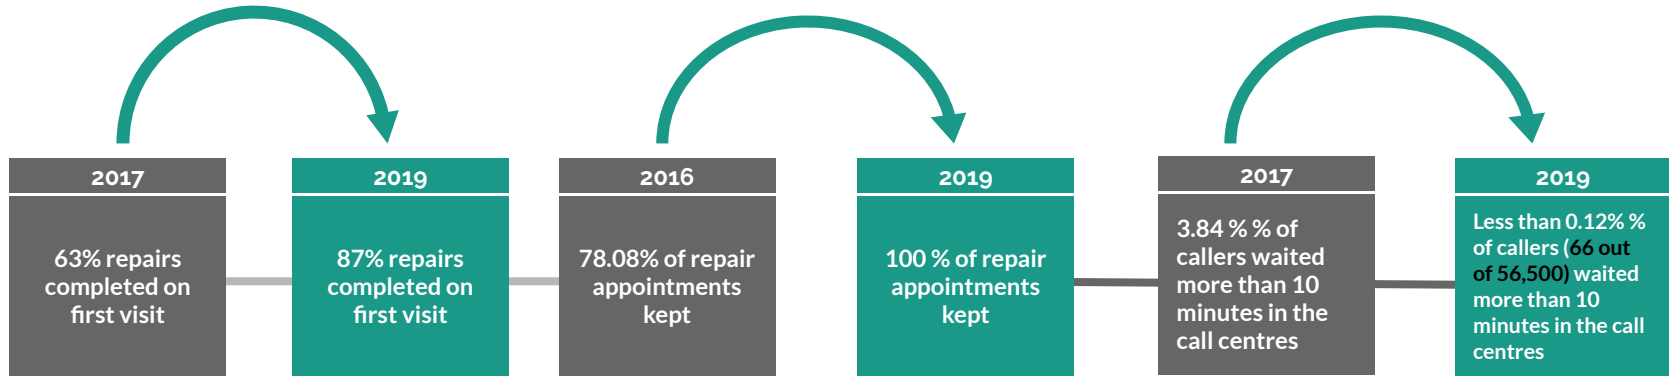 2017
63% repairs
completed on
first visit
2019
87% repairs
completed on
first visit
2016
78.08% of repair
appointments
kept
2019
100 % of repair
appointments
kept
2017
3.84 % % of
callers waited
more than 10
minutes in the
call centres
2019
Less than 0.12% %
of callers (66 out
of 56,500) waited
more than 10
minutes in the call
centres